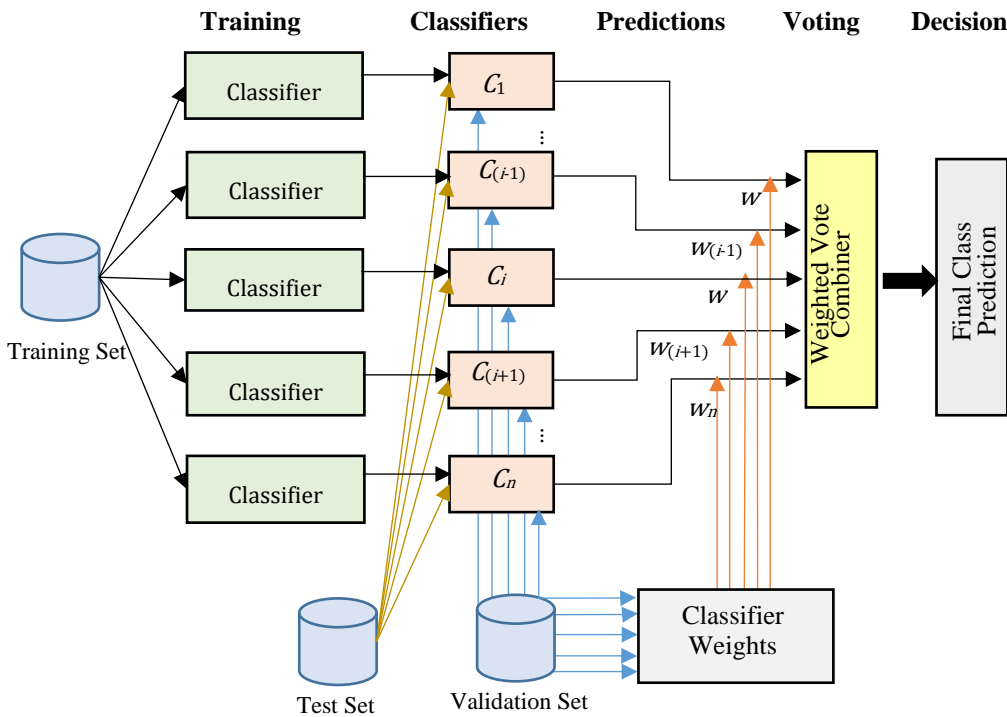 Training Classifiers Predictions Voting Decision
Classifier
Classifier
Classifier
Classifier
Classifier
C1
...
C(i-1)
Ci
C(i+1)
...
Cn
w
w(i-1)
w
w(i+1)
wn
Weighted Vote
Combiner
Final Class
Prediction
Training Set
Test Set
Validation Set
Classifier
Weights